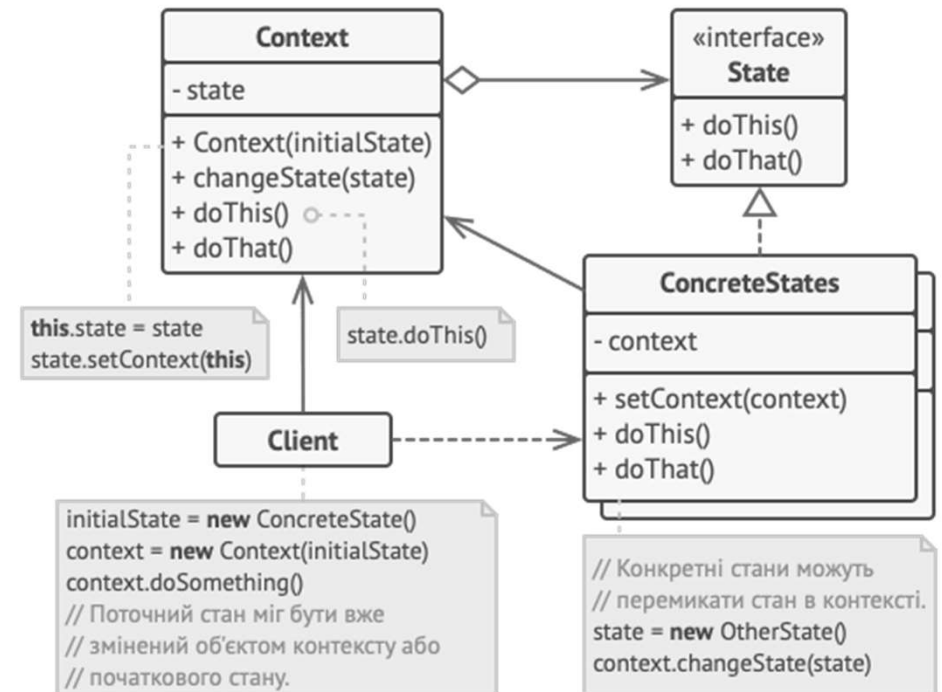 Context
- state
+ Context(initialState)
+ changeState(state)
+ doThis()
+ doThat()
«interface»
State
+ doThis()
+ doThat()
ConcreteStates
- context
+ setContext(context)
+ doThis()
+ doThat()
this.state = state
state.setContext(this)
state.doThis()
Client
initialState = new ConcreteState()
context = new Context(initialState)
context.doSomething()
// Поточний стан міг бути вже
// змінений об'єктом контексту або
// початкового стану.
// Конкретні стани можуть
// перемикати стан в контексті.
state = new OtherState()
context.changeState(state)